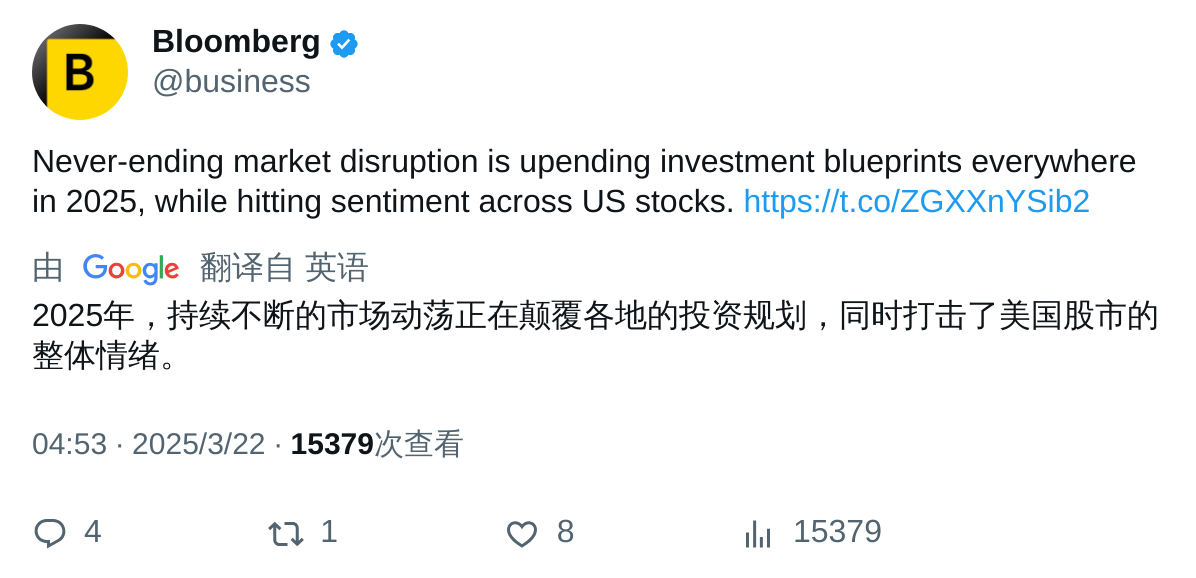 B
Bloomberg
@business
Never-ending market disruption is upending investment blueprints everywhere
in 2025, while hitting sentiment across US stocks. https://t.co/ZGXXnYSib2
由 Google 翻译自 英语
2025年，持续不断的市场动荡正在颠覆各地的投资规划，同时打击了美国股市的
整体情绪。
04:53 · 2025/3/22 · 15379次查看
4 1 8 15379